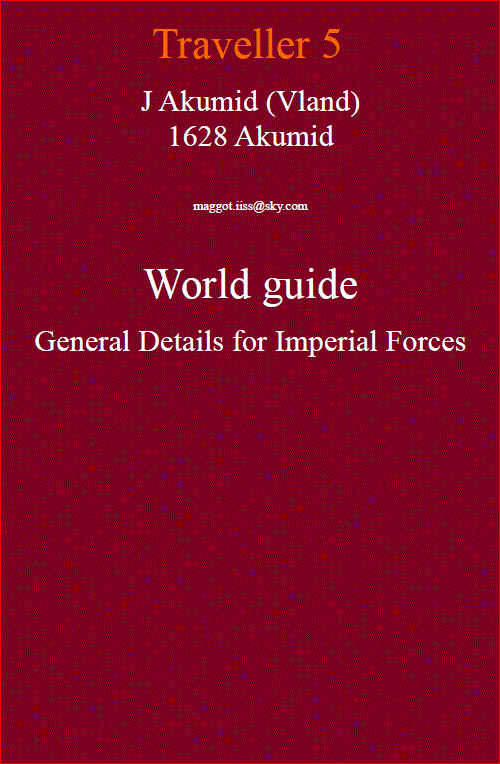 Traveller 5
J Akumid (Vland)
1628 Akumid
maggot.iiss@sky.com
World guide
General Details for Imperial Forces